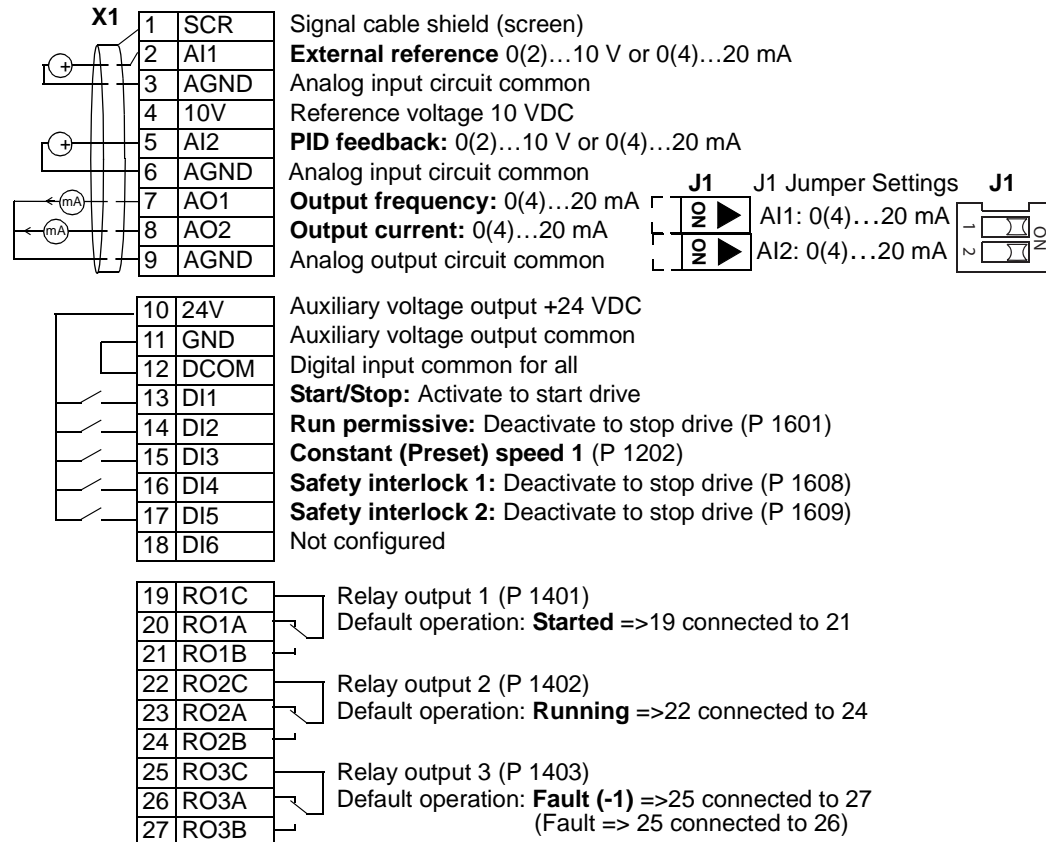 X1
1 SCR Signal cable shield (screen)
2 AI1 External reference 0(2)…10 V or 0(4)…20 mA
3 AGND Analog input circuit common
4 10V Reference voltage 10 VDC
5 AI2 PID feedback: 0(2)…10 V or 0(4)…20 mA
6 AGND Analog input circuit common
7 AO1 Output frequency: 0(4)…20 mA
8 AO2 Output current: 0(4)…20 mA
9 AGND Analog output circuit common
+
+
mA
mA
J1 J1 Jumper Settings J1
ON AI1: 0(4)…20 mA
ON AI2: 0(4)…20 mA
1
2
ON
10 24V Auxiliary voltage output +24 VDC
11 GND Auxiliary voltage output common
12 DCOM Digital input common for all
13 DI1 Start/Stop: Activate to start drive
14 DI2 Run permissive: Deactivate to stop drive (P 1601)
15 DI3 Constant (Preset) speed 1 (P 1202)
16 DI4 Safety interlock 1: Deactivate to stop drive (P 1608)
17 DI5 Safety interlock 2: Deactivate to stop drive (P 1609)
18 DI6 Not configured
19 RO1C Relay output 1 (P 1401)
20 RO1A Default operation: Started =>19 connected to 21
21 RO1B
22 RO2C Relay output 2 (P 1402)
23 RO2A Default operation: Running =>22 connected to 24
24 RO2B
25 RO3C Relay output 3 (P 1403)
26 RO3A Default operation: Fault (-1) =>25 connected to 27
27 RO3B (Fault => 25 connected to 26)